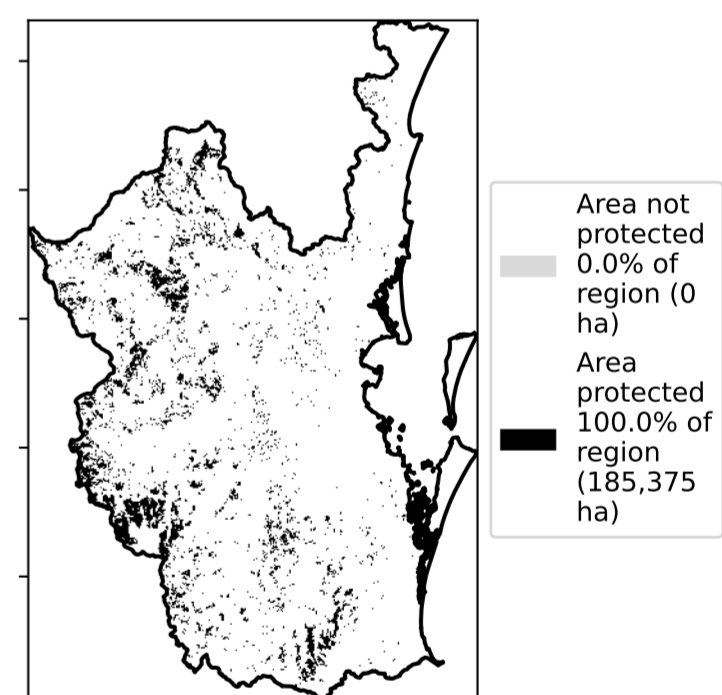 Area not
protected
0.0% of
region (0
ha)
Area
protected
100.0% of
region
(185,375
ha)